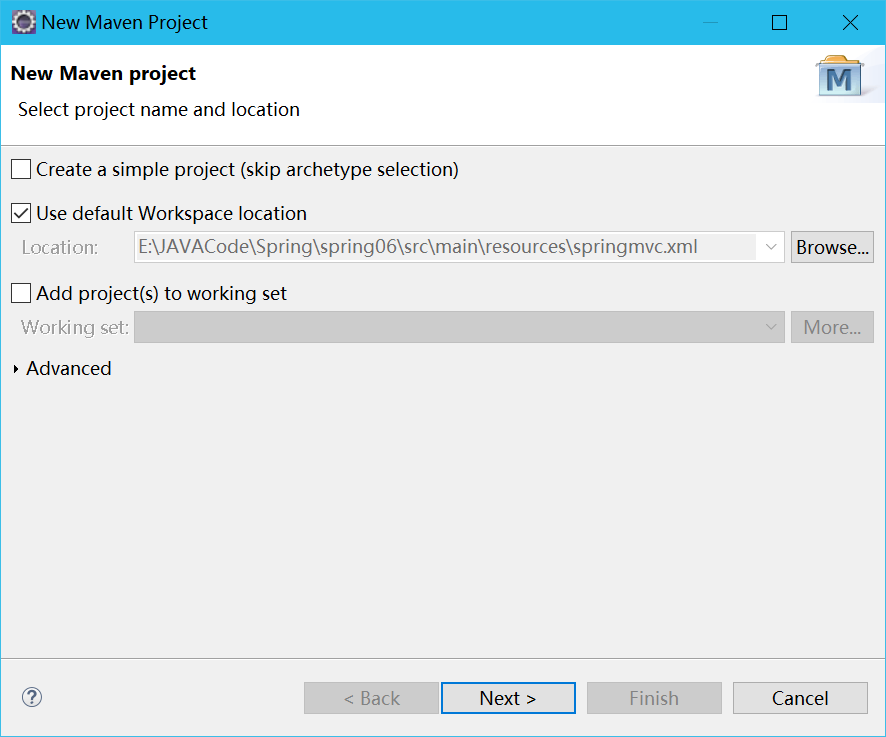 New Maven Project
New Maven project
Select project name and location
M
Create a simple project (skip archetype selection)
Use default Workspace location
Location: E:\JAVACode\Spring\spring06\src\main\resources\springmvc.xml Browse...
Add project(s) to working set
Working set: More...
Advanced
? < Back Next > Finish Cancel